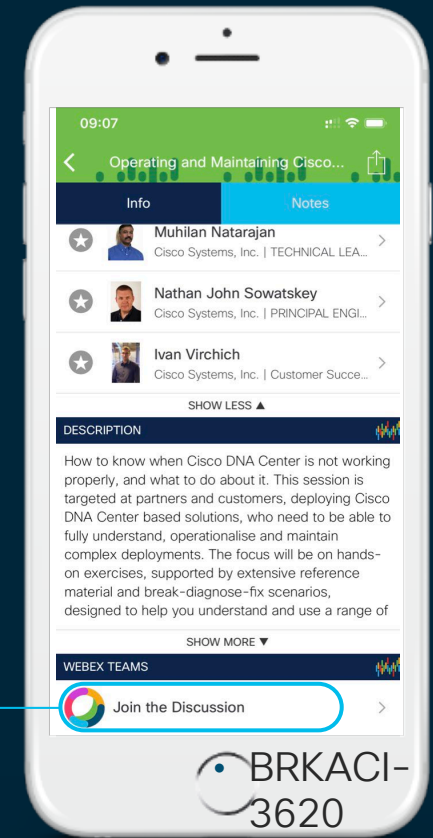 09:07
Operating and Maintaining Cisco...
Info
Notes
Muhilan Natarajan
Cisco Systems, Inc. | TECHNICAL LEA...
Nathan John Sowatskey
Cisco Systems, Inc. | PRINCIPAL ENGI...
Ivan Virchich
Cisco Systems, Inc. | Customer Succe...
SHOW LESS ▲
DESCRIPTION
How to know when Cisco DNA Center is not working
properly, and what to do about it. This session is
targeted at partners and customers, deploying Cisco
DNA Center based solutions, who need to be able to
fully understand, operationalise and maintain
complex deployments. The focus will be on hands-
on exercises, supported by extensive reference
material and break-diagnose-fix scenarios,
designed to help you understand and use a range of
SHOW MORE ▼
WEBEX TEAMS
Join the Discussion
BRKACI-
3620